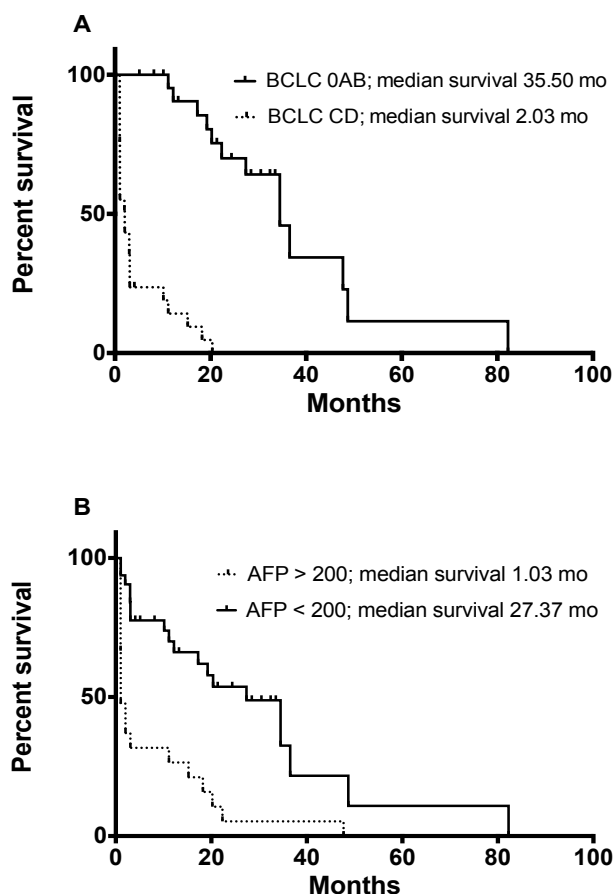 A
100
50
0
Percent survival
BCLC 0AB; median survival 35.50 mo
BCLC CD; median survival 2.03 mo
0 20 40 60 80 100
Months
B
100
50
0
Percent survival
AFP > 200; median survival 1.03 mo
AFP < 200; median survival 27.37 mo
0 20 40 60 80 100
Months